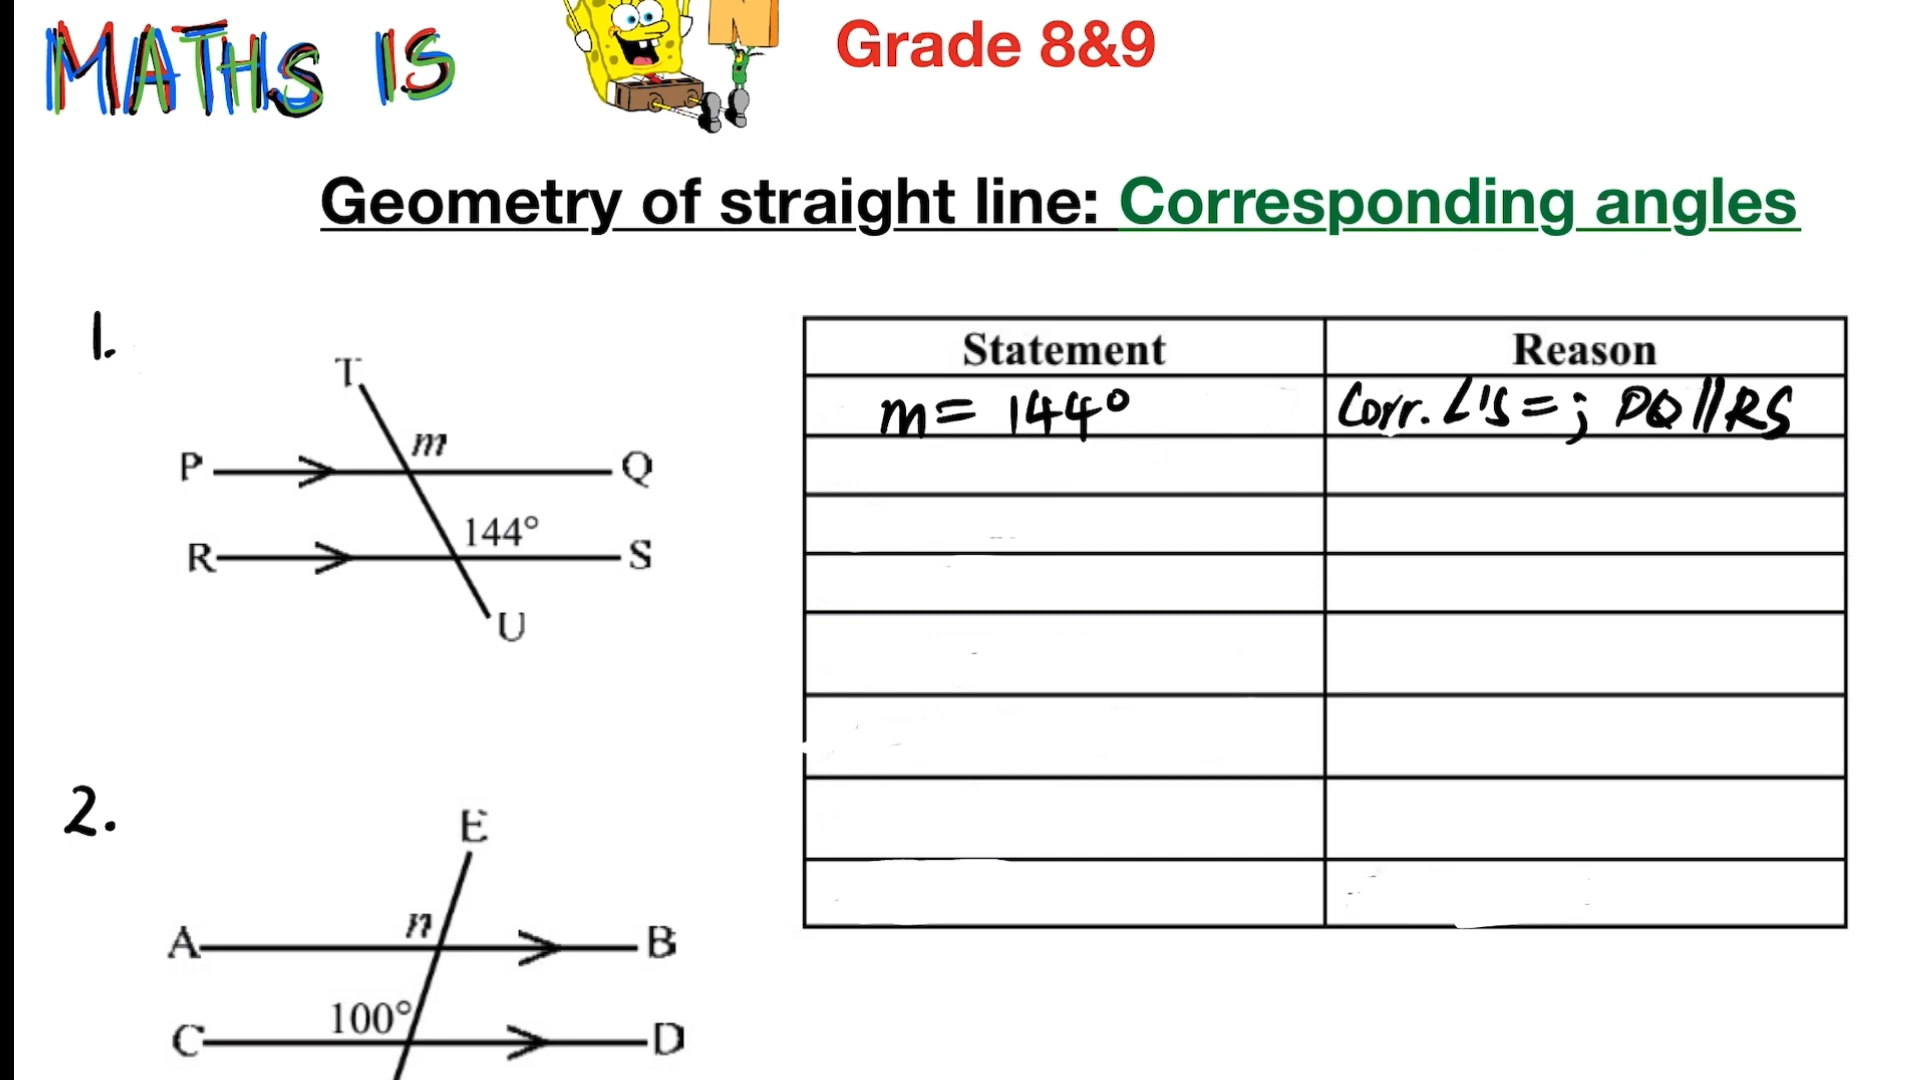 MATHS IS
N
Grade 8&9
Geometry of straight line: Corresponding angles
1.
T
m
P
Q
144°
R
S
U
Statement
Reason
m = 144°
Corr. ∠'s = ; PQ || RS
2.
E
n
A
B
100°
C
D